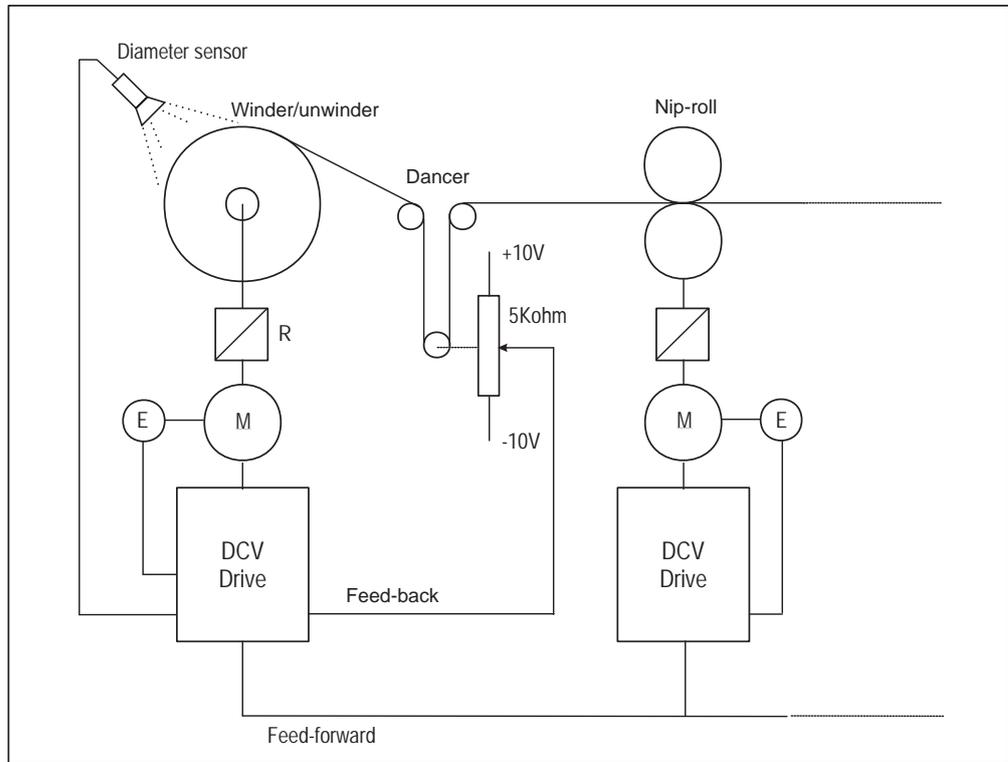 Diameter sensor
Winder/unwinder
Nip-roll
Dancer
+10V
5Kohm
R
-10V
E
M
M
E
DCV
Drive
DCV
Drive
Feed-back
Feed-forward